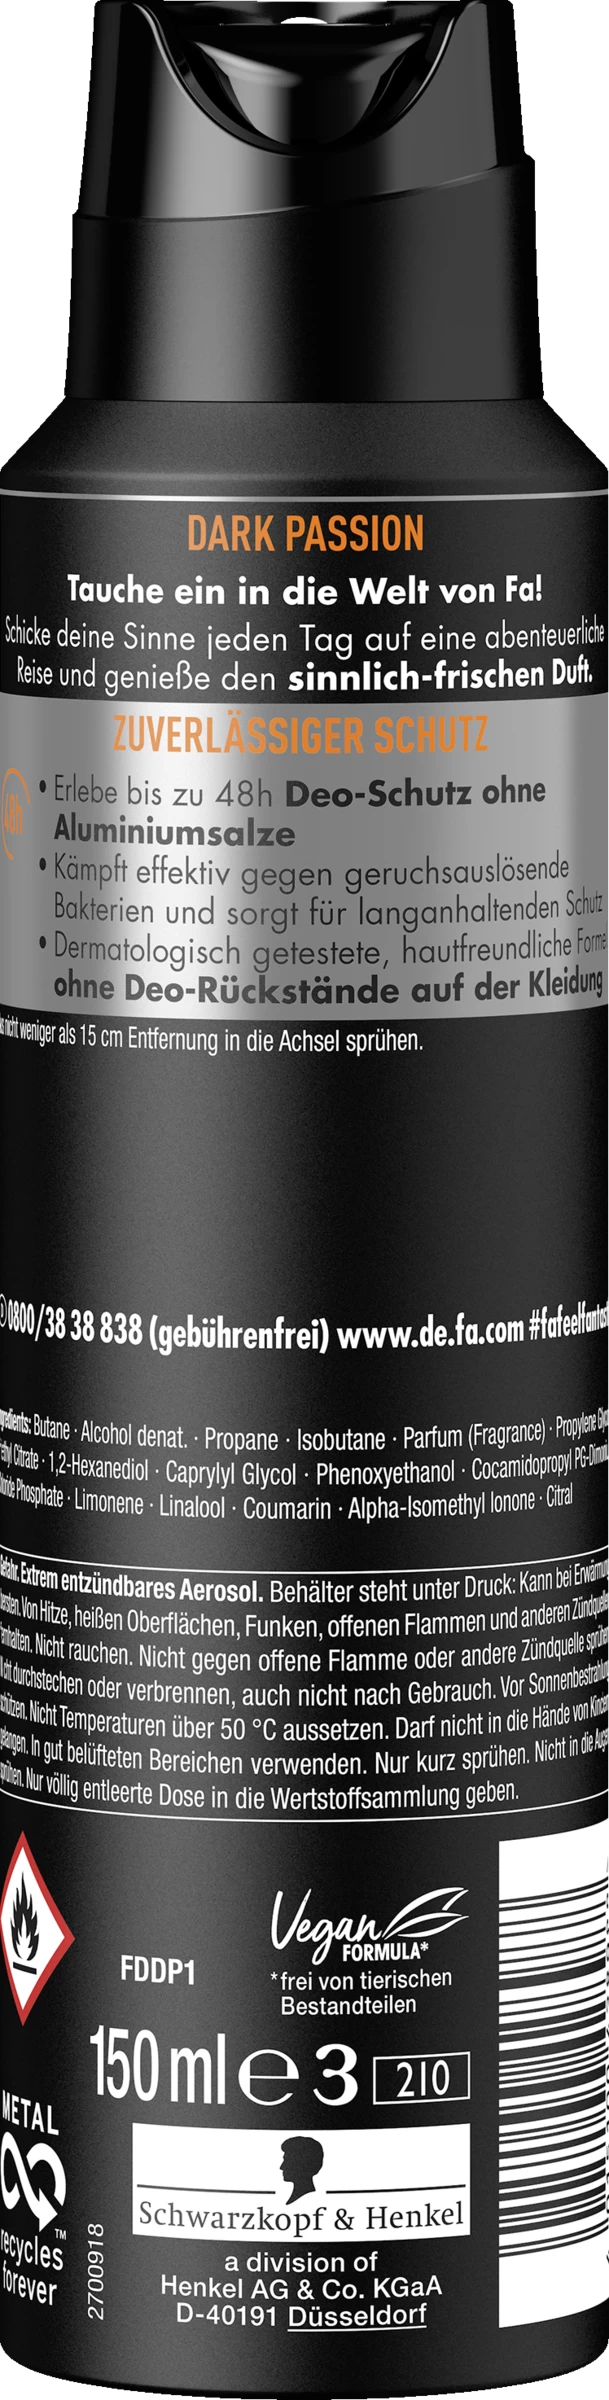 DARK PASSION
Tauche ein in die Welt von Fa!
Schicke deine Sinne jeden Tag auf eine abenteuerliche
Reise und genieße den sinnlich-frischen Duft.
ZUVERLÄSSIGER SCHUTZ
48h
• Erlebe bis zu 48h Deo-Schutz ohne
Aluminiumsalze
• Kämpft effektiv gegen geruchsauslösende
Bakterien und sorgt für langanhaltenden Schutz
• Dermatologisch getestete, hautfreundliche
ohne Deo-Rückstände auf der Kleidung
nicht weniger als 15 cm Entfernung in die Achsel sprühen.
0800/38 38 838 (gebührenfrei) www.de.fa.com
Butane · Alcohol denat. · Propane · Isobutane · Parfum (Fragrance) · Propylene
Citrate · 1,2-Hexanediol · Caprylyl Glycol · Phenoxyethanol · Cocamidopropyl
Phosphate · Limonene · Linalool · Coumarin · Alpha-Isomethyl Ionone · Citral
Gefahr. Extrem entzündbares Aerosol. Behälter steht unter Druck: Kann bei
Von Hitze, heißen Oberflächen, Funken, offenen Flammen und anderen
Nicht rauchen. Nicht gegen offene Flamme oder andere Zündquelle
durchstechen oder verbrennen, auch nicht nach Gebrauch. Vor
Nicht Temperaturen über 50 °C aussetzen. Darf nicht in die Hände von
In gut belüfteten Bereichen verwenden. Nur kurz sprühen. Nicht in die
Nur völlig entleerte Dose in die Wertstoffsammlung geben.
Vegan
FORMULA*
FDDP1
*frei von tierischen
Bestandteilen
150 ml e 3 210
METAL
recycles
forever
TM
2700918
Schwarzkopf & Henkel
a division of
Henkel AG & Co. KGaA
D-40191 Düsseldorf